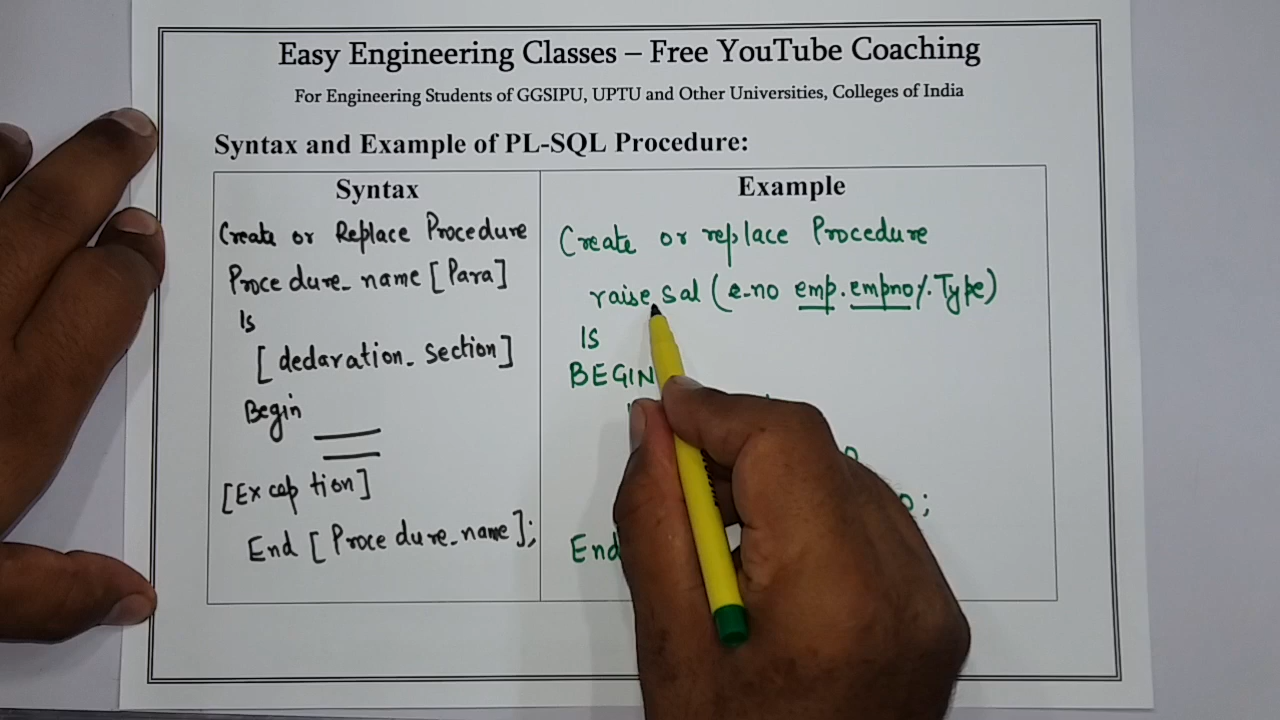 Easy Engineering Classes – Free YouTube Coaching
For Engineering Students of GGSIPU, UPTU and Other Universities, Colleges of India
Syntax and Example of PL-SQL Procedure:
Syntax
Create or Replace Procedure
Procedure_name [Para]
Is
[declaration_section]
Begin
[Exception]
End [Procedure_name];
Example
Create or replace Procedure
raise sal (e_no emp.empno%Type)
Is
BEGIN
End